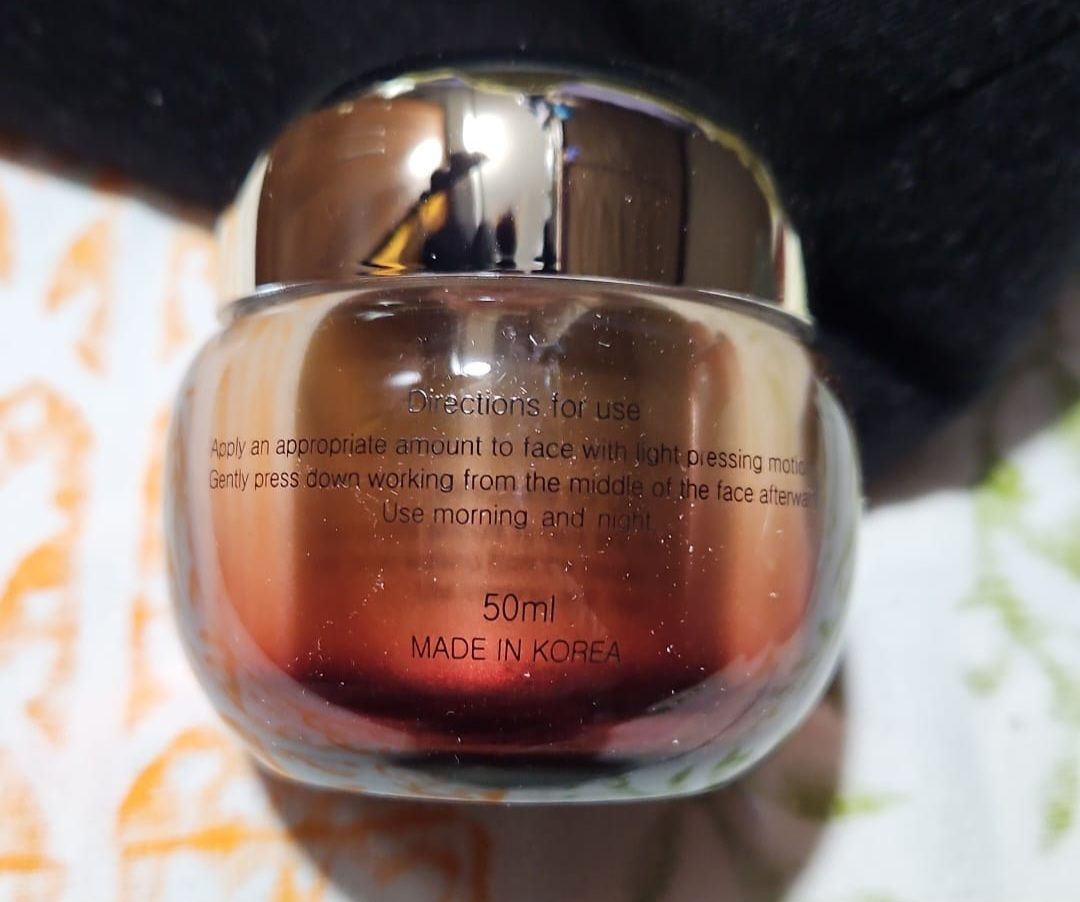 Directions for use
Apply an appropriate amount to face with light pressing
Gently press down working from the middle of the face
Use morning and night.
50ml
MADE IN KOREA